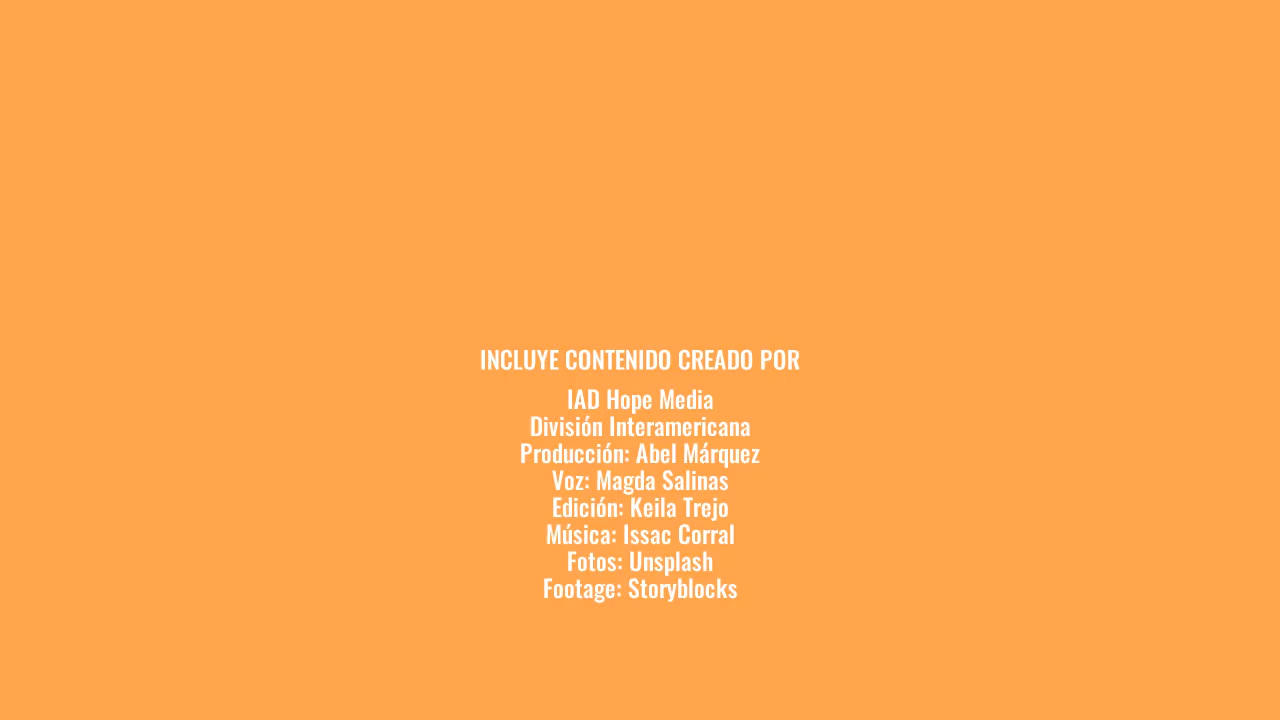 INCLUYE CONTENIDO CREADO POR
IAD Hope Media
División Interamericana
Producción: Abel Márquez
Voz: Magda Salinas
Edición: Keila Trejo
Música: Issac Corral
Fotos: Unsplash
Footage: Storyblocks